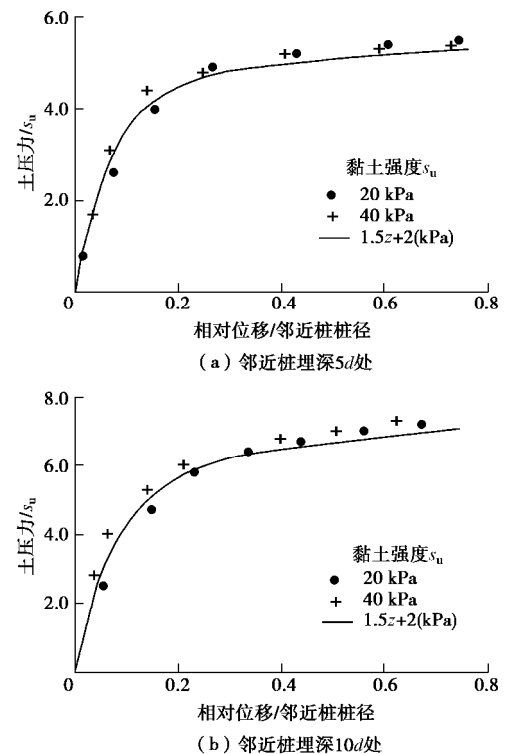 6.0
4.0
2.0
0
0.2
0.4
0.6
0.8
土压力/su
黏土强度su
20 kPa
40 kPa
1.5z+2(kPa)
相对位移/邻近桩桩径
（a）邻近桩埋深5d处
8.0
6.0
4.0
2.0
0
0.2
0.4
0.6
0.8
土压力/su
黏土强度su
20 kPa
40 kPa
1.5z+2(kPa)
相对位移/邻近桩桩径
（b）邻近桩埋深10d处